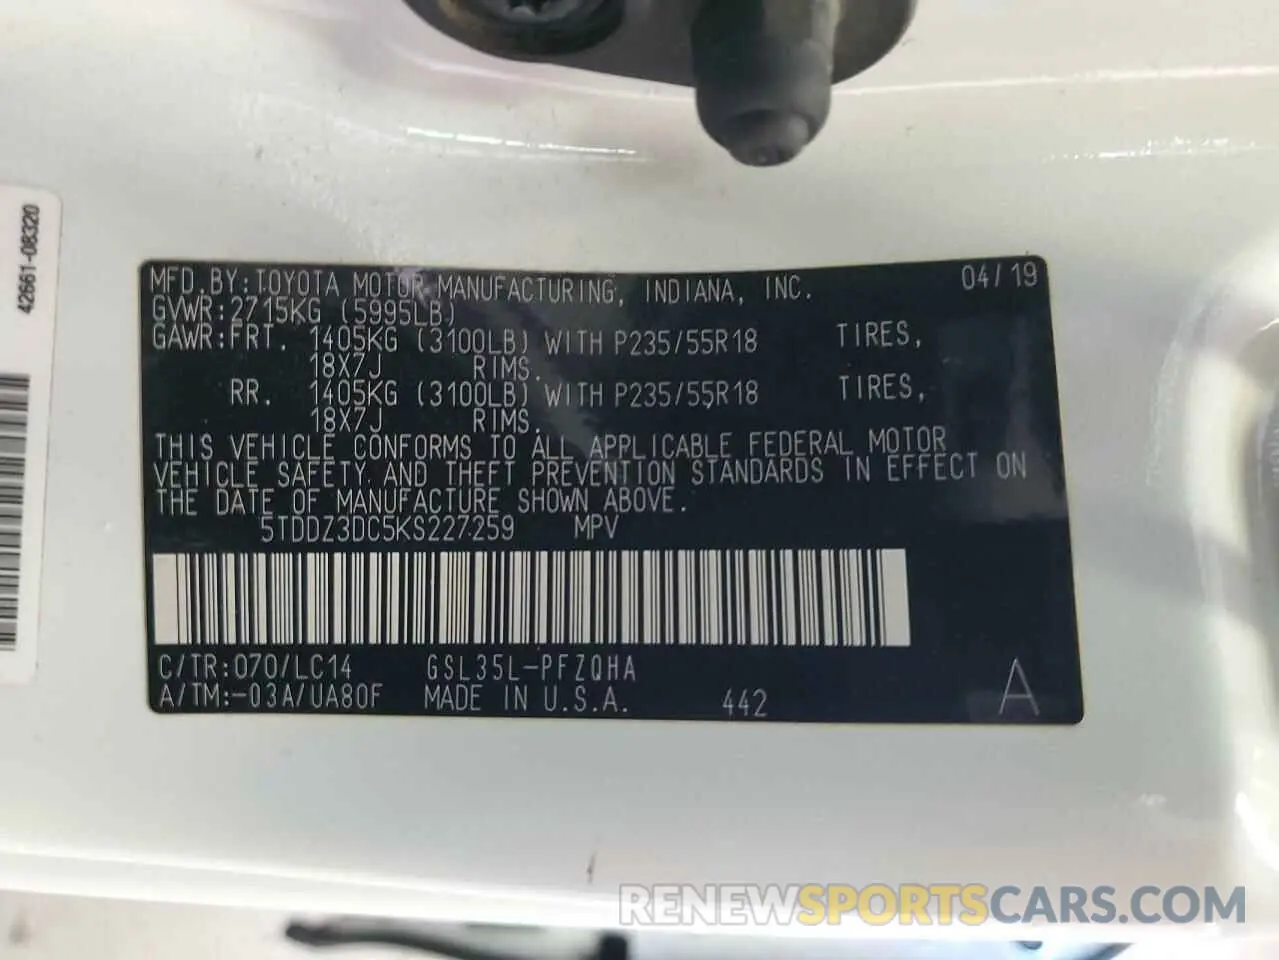 42661-08320
MFD.BY:TOYOTA MOTOR MANUFACTURING, INDIANA, INC. 04/19
GVWR:2715KG (5995LB)
GAWR:FRT. 1405KG (3100LB) WITH P235/55R18 TIRES,
18X7J RIMS.
RR. 1405KG (3100LB) WITH P235/55R18 TIRES,
18X7J RIMS.
THIS VEHICLE CONFORMS TO ALL APPLICABLE FEDERAL MOTOR
VEHICLE SAFETY AND THEFT PREVENTION STANDARDS IN EFFECT ON
THE DATE OF MANUFACTURE SHOWN ABOVE.
5TDDZ3DC5KS227259 MPV
C/TR:070/LC14 GSL35L-PFZQHA
A/TM:-03A/UA80F MADE IN U.S.A. 442 A
RENEWSPORTSCARS.COM